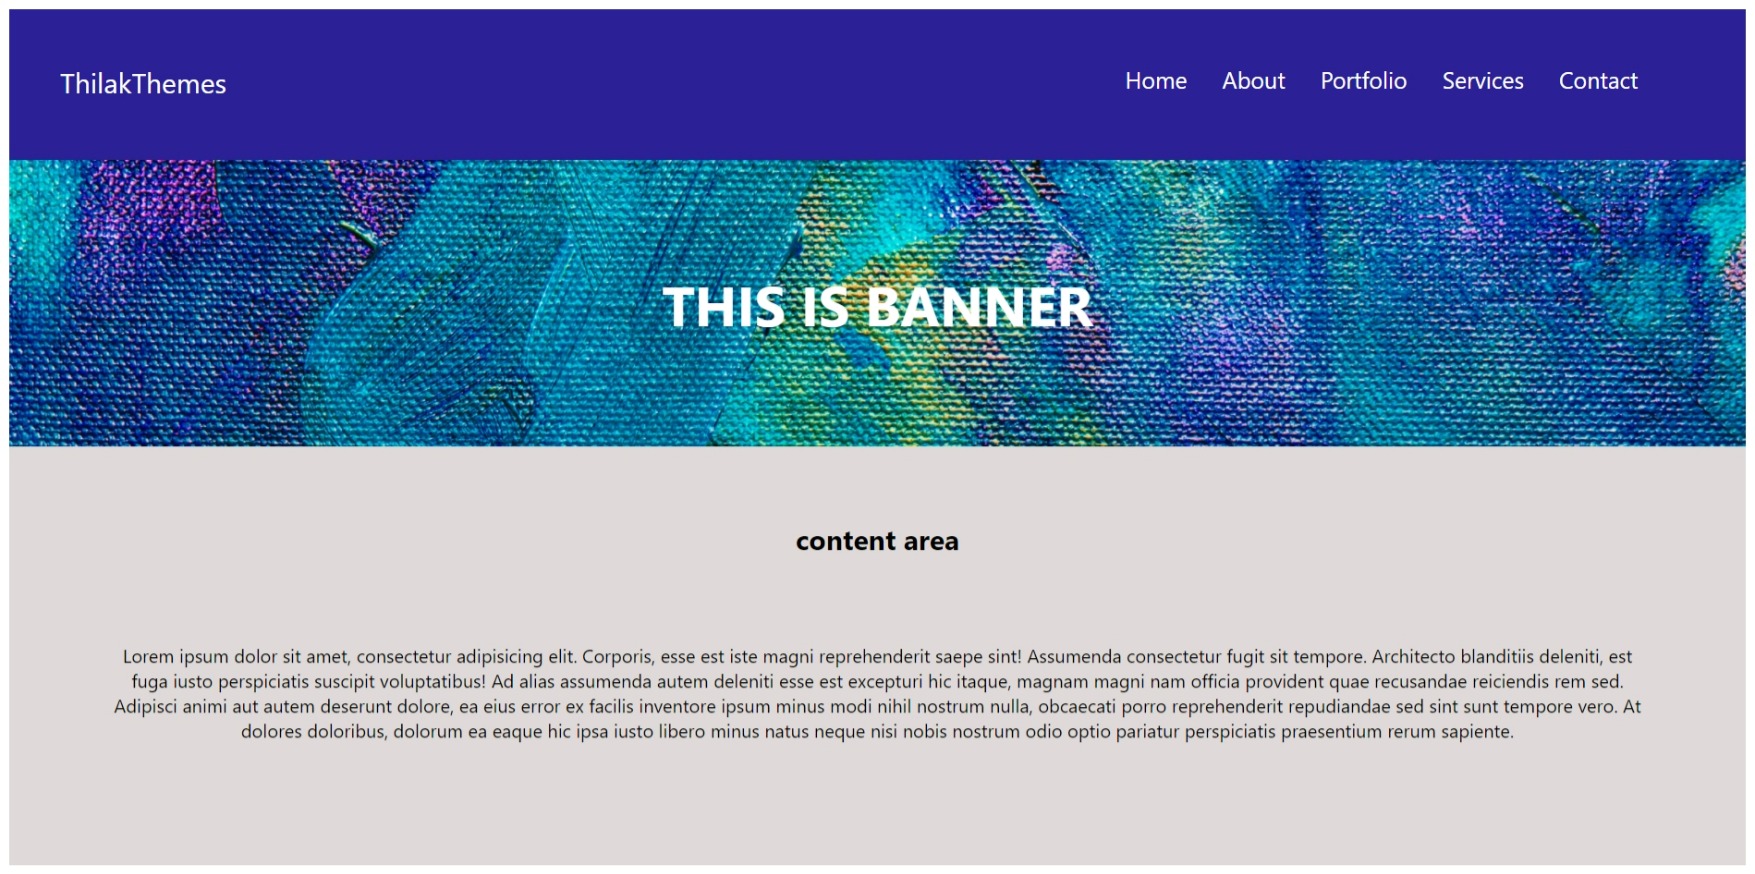 ThilakThemes
Home About Portfolio Services Contact
THIS IS BANNER
content area
Lorem ipsum dolor sit amet, consectetur adipisicing elit. Corporis, esse est iste magni reprehenderit saepe sint! Assumenda consectetur fugit sit tempore. Architecto blanditiis deleniti, est
fuga iusto perspiciatis suscipit voluptatibus! Ad alias assumenda autem deleniti esse est excepturi hic itaque, magnam magni nam officia provident quae recusandae reiciendis rem sed.
Adipisci animi aut autem deserunt dolore, ea eius error ex facilis inventore ipsum minus modi nihil nostrum nulla, obcaecati porro reprehenderit repudiandae sed sint sunt tempore vero. At
dolores doloribus, dolorum ea eaque hic ipsa iusto libero minus natus neque nisi nobis nostrum odio optio pariatur perspiciatis praesentium rerum sapiente.